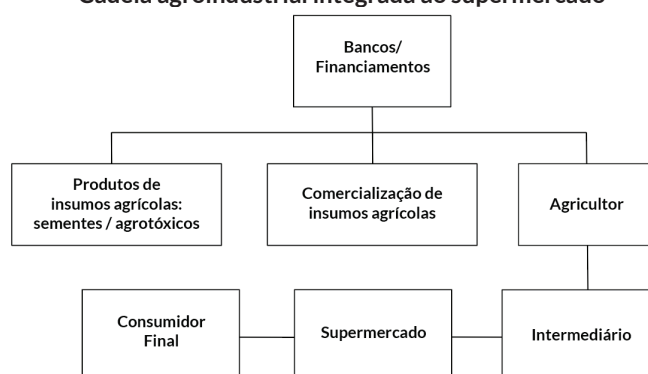 Cadeia agroindustrial integrada ao supermercado
Bancos/
Financiamentos
Produtos de
insumos agrícolas:
sementes / agrotóxicos
Comercialização de
insumos agrícolas
Agricultor
Consumidor
Final
Supermercado
Intermediário